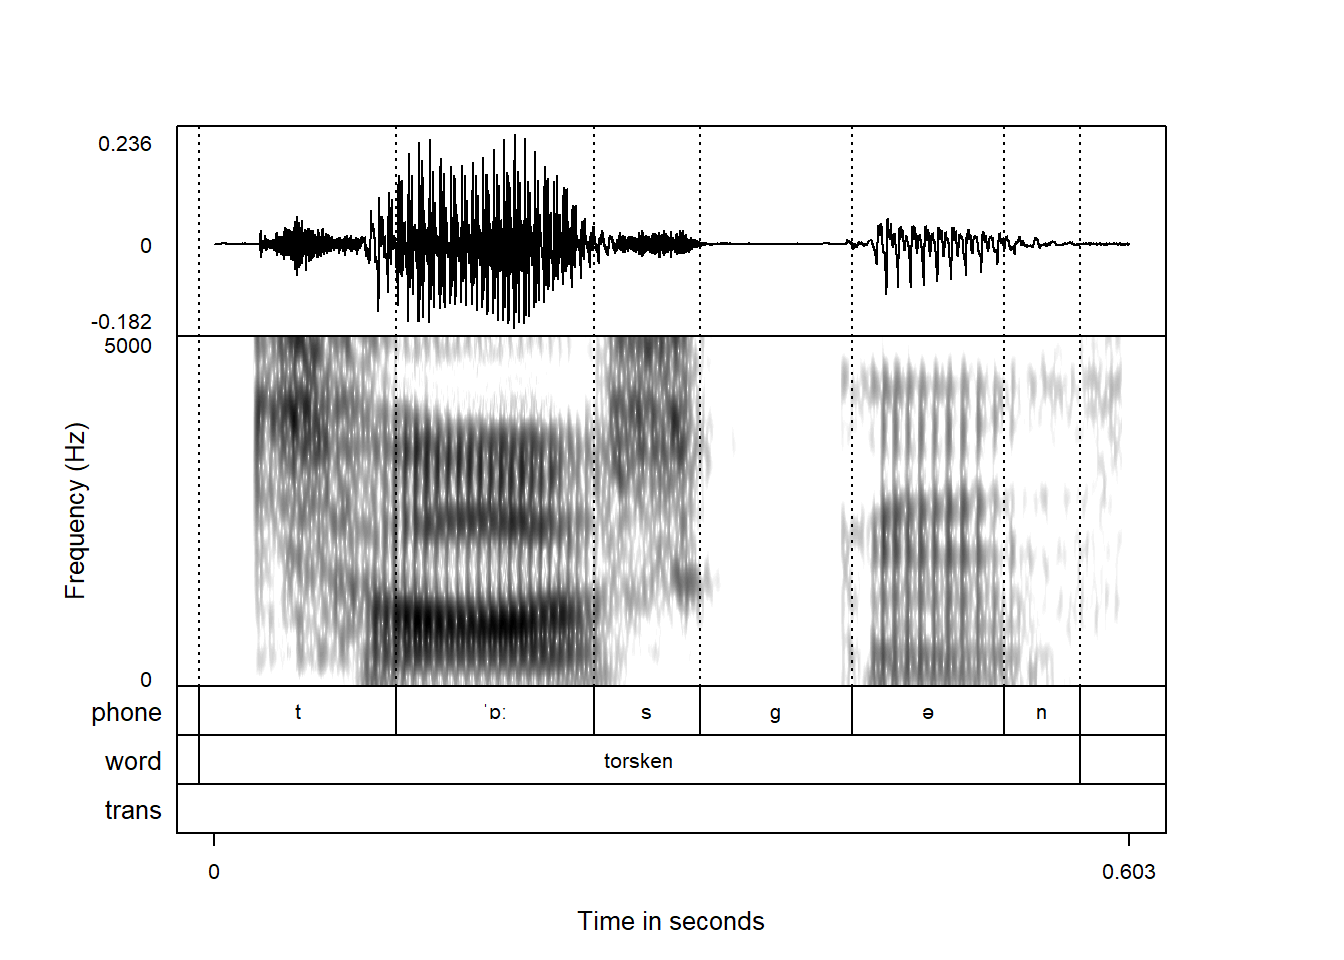 0.236
0
-0.182
5000
Frequency (Hz)
0
phone t ˈɒː s g ə n
word torsken
trans
0 0.603
Time in seconds